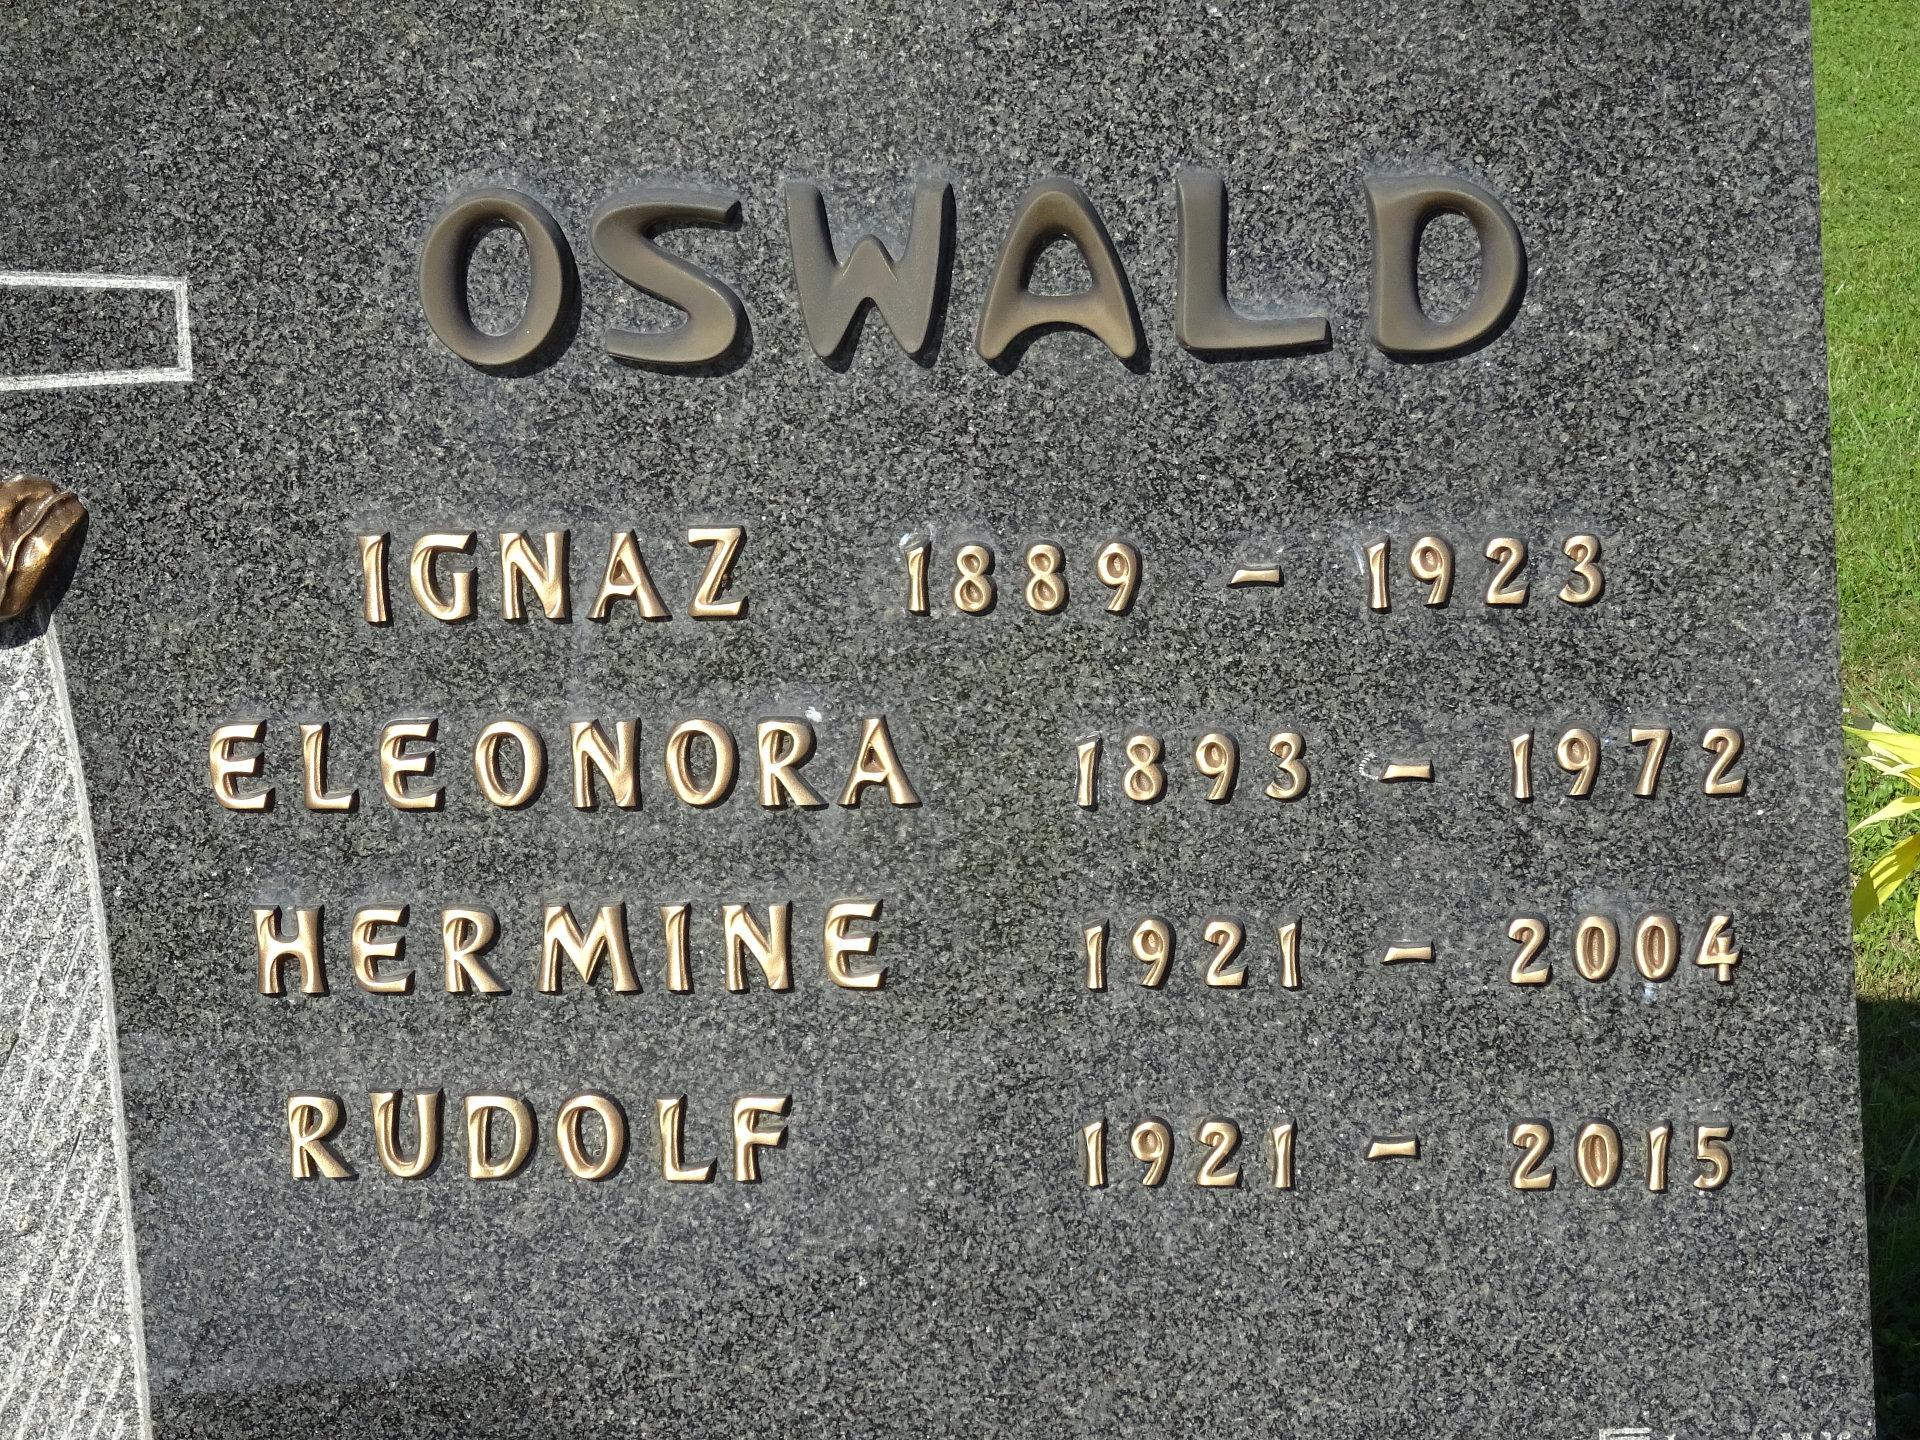 OSWALD
IGNAZ 1889 - 1923
ELEONORA 1893 - 1972
HERMINE 1921 - 2004
RUDOLF 1921 - 2015